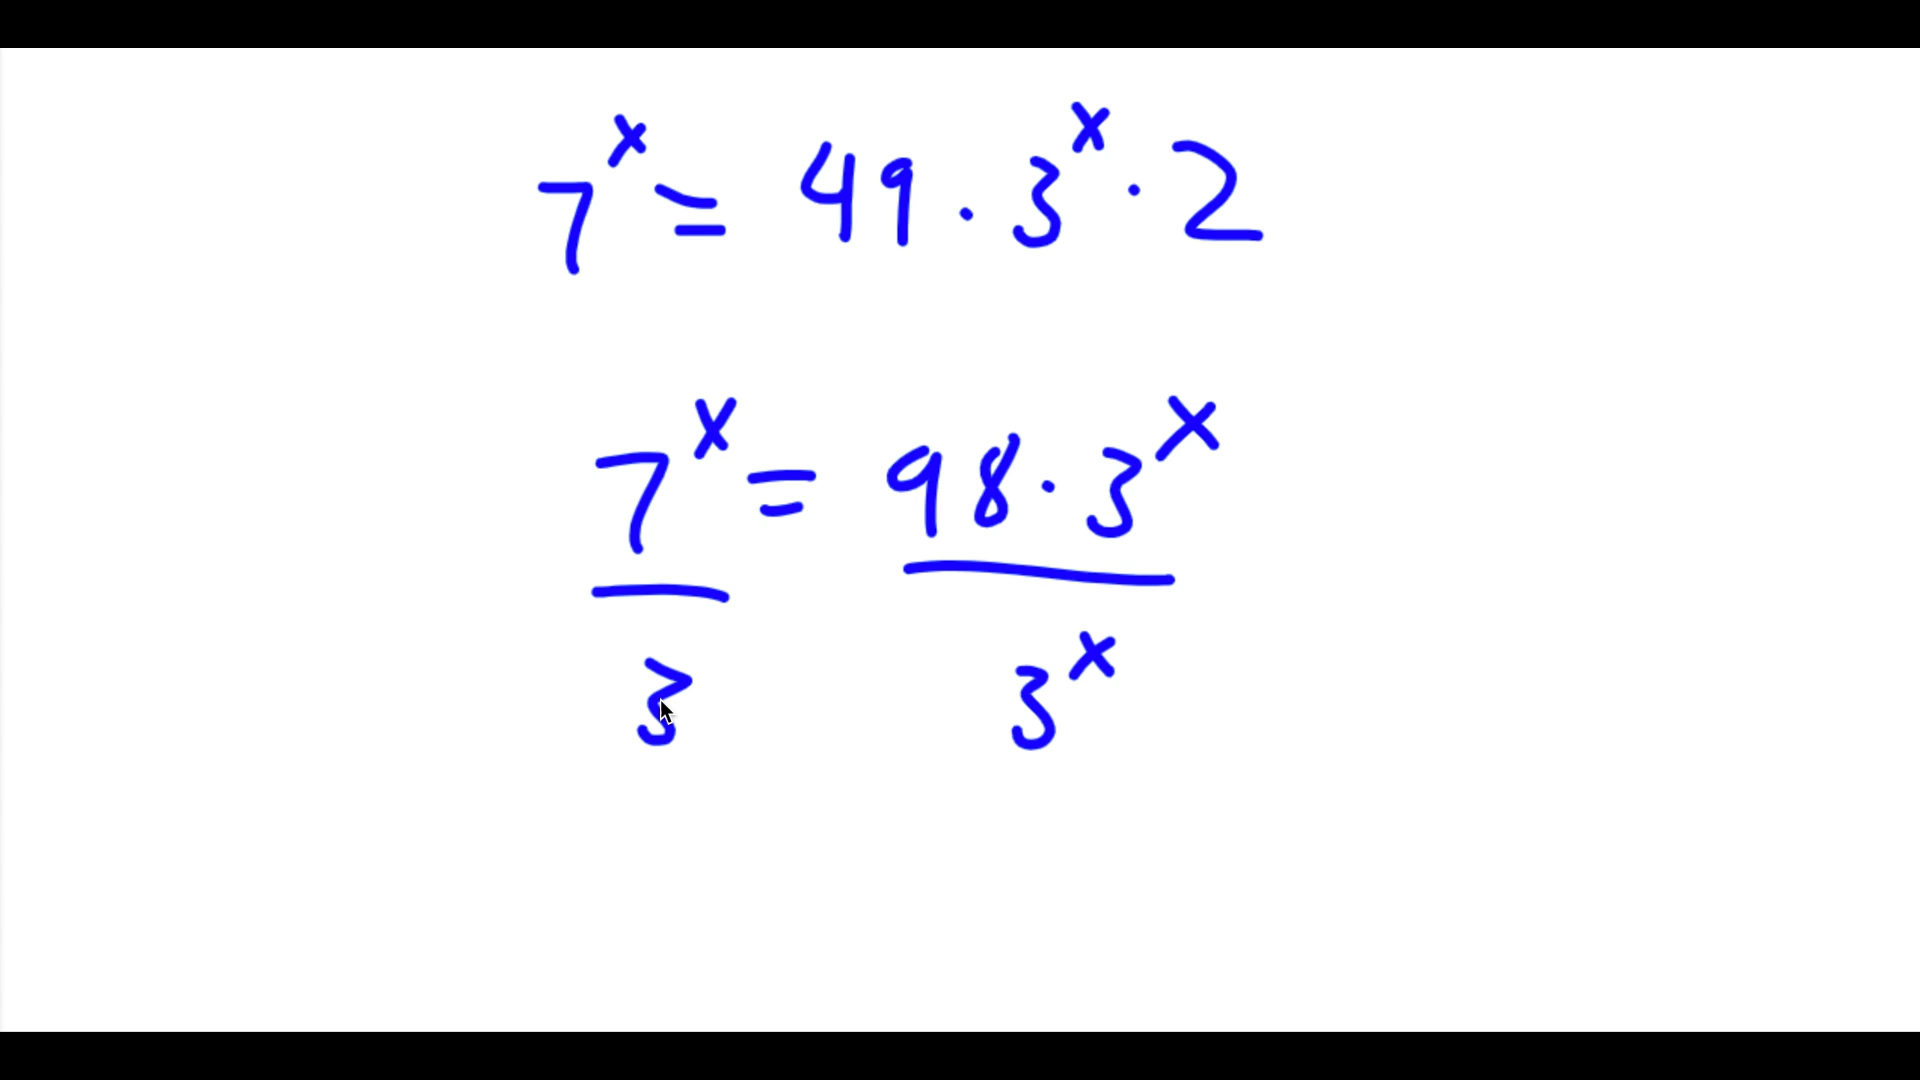 7^x = 49 · 3^x · 2
7^x = 98 · 3^x
3 3^x